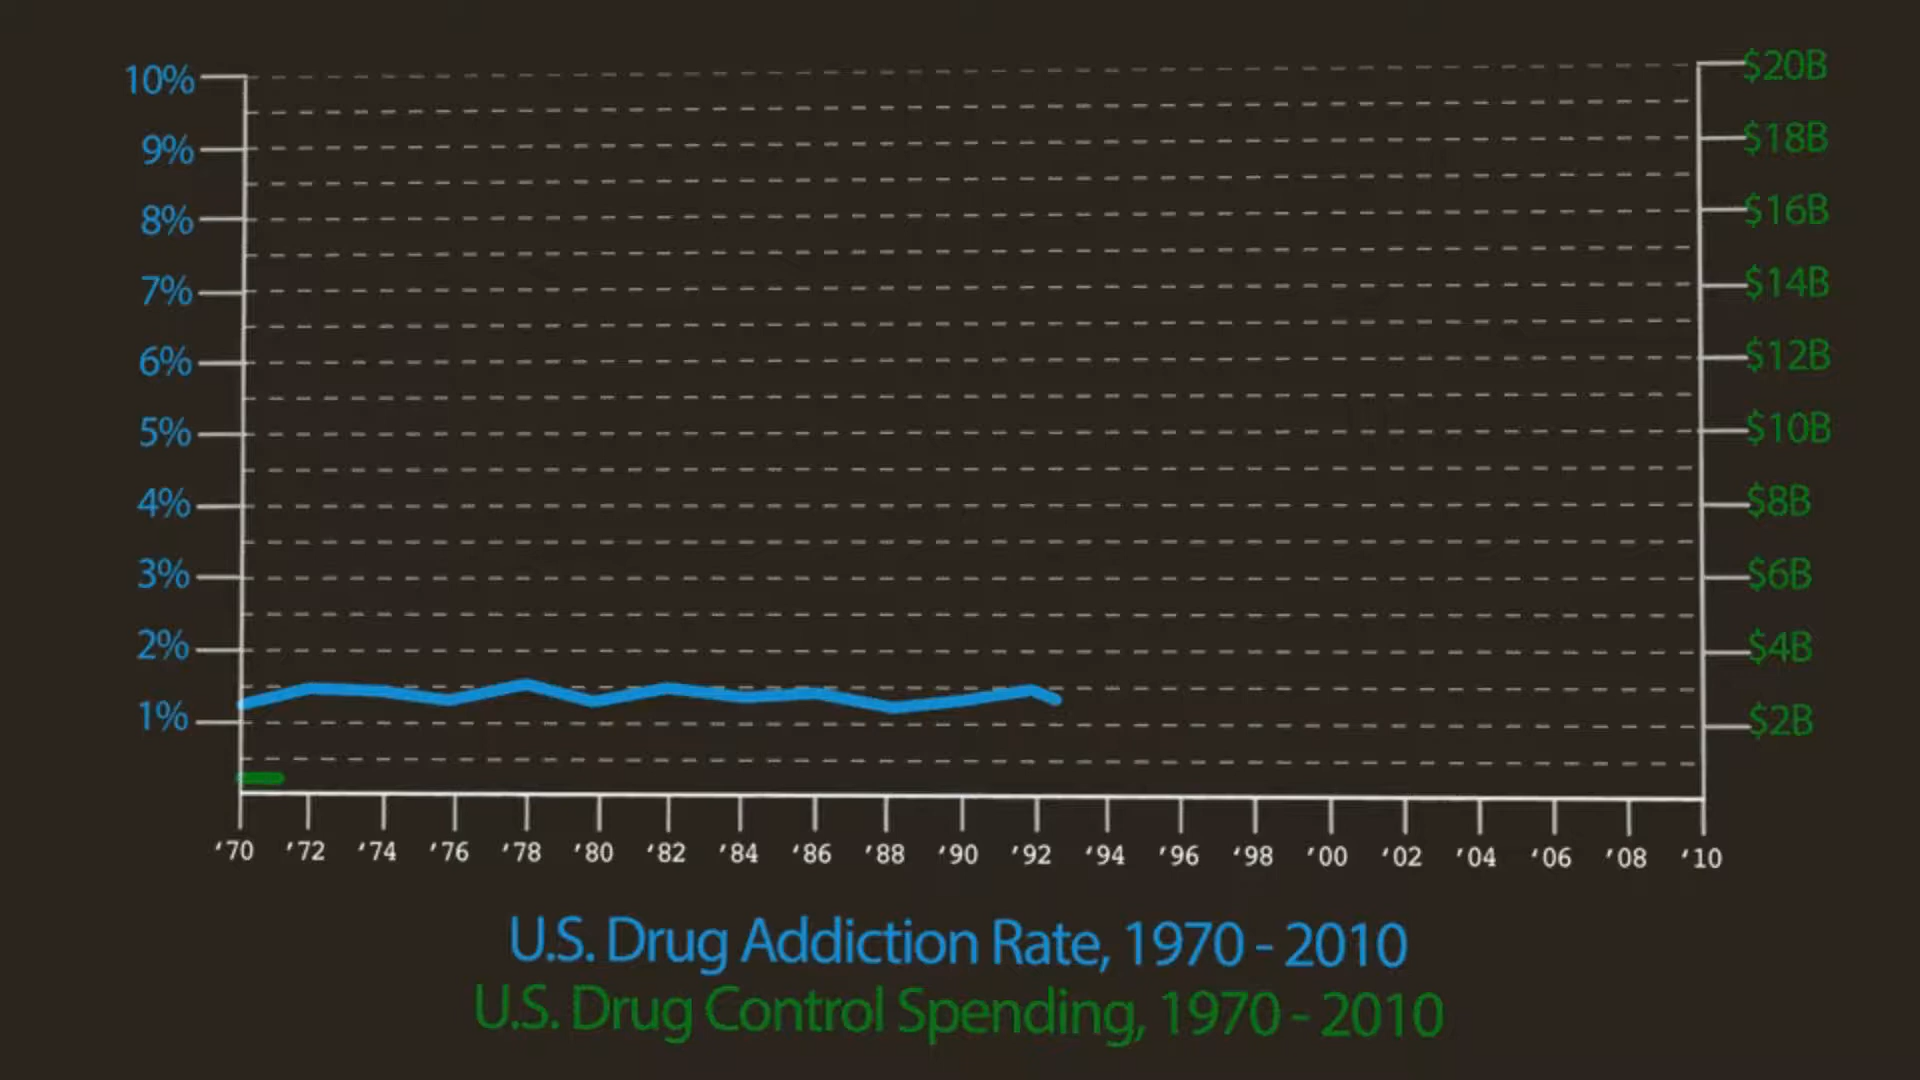 10%
9%
8%
7%
6%
5%
4%
3%
2%
1%
$20B
$18B
$16B
$14B
$12B
$10B
$8B
$6B
$4B
$2B
‘70 ‘72 ‘74 ‘76 ‘78 ‘80 ‘82 ‘84 ‘86 ‘88 ‘90 ‘92 ‘94 ‘96 ‘98 ‘00 ‘02 ‘04 ‘06 ‘08 ‘10
U.S. Drug Addiction Rate, 1970 - 2010
U.S. Drug Control Spending, 1970 - 2010